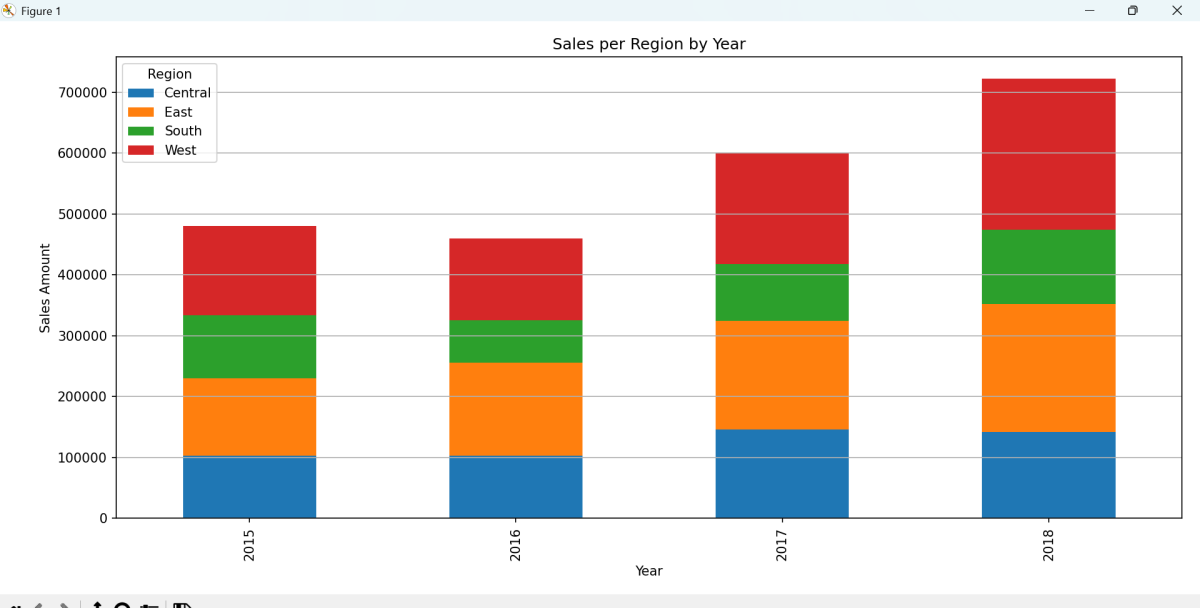 Figure 1
Sales per Region by Year
Region
Central
East
South
West
700000
600000
500000
400000
300000
200000
100000
0
Sales Amount
2015
2016
2017
2018
Year